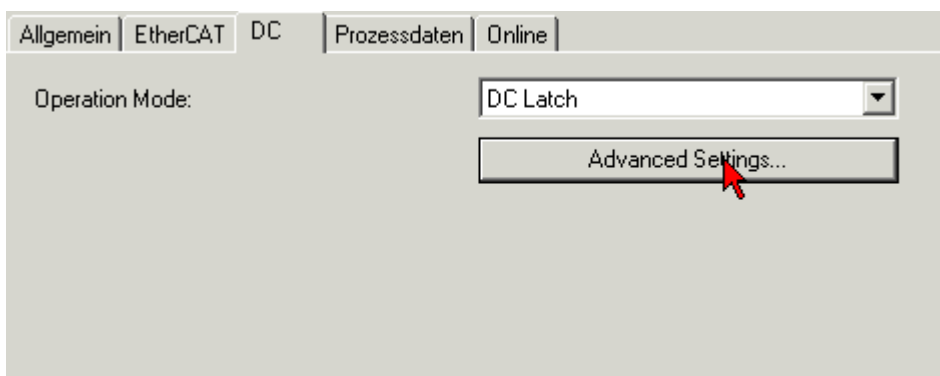 Allgemein EtherCAT DC Prozessdaten Online
Operation Mode: DC Latch
Advanced Settings...